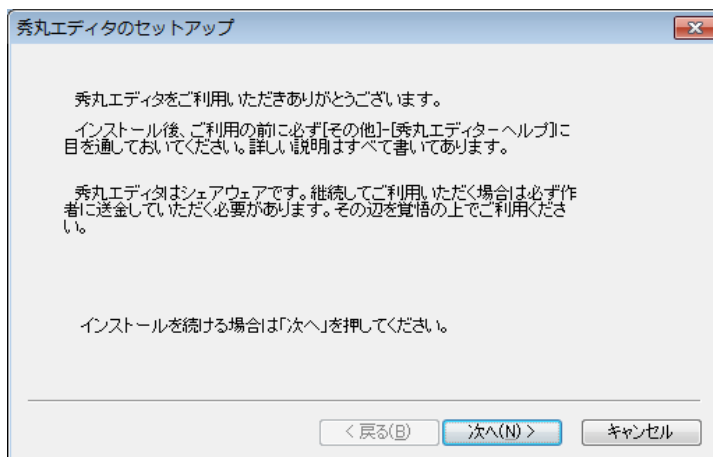 秀丸エディタのセットアップ
秀丸エディタをご利用いただきありがとうございます。
インストール後、ご利用の前に必ず[その他]-[秀丸エディターヘルプ]に
目を通しておいてください。詳しい説明はすべて書いてあります。
秀丸エディタはシェアウェアです。継続してご利用いただく場合は必ず作
者に送金していただく必要があります。その辺を覚悟の上でご利用くださ
い。
インストールを続ける場合は「次へ」を押してください。
< 戻る(B) 次へ(N) > キャンセル